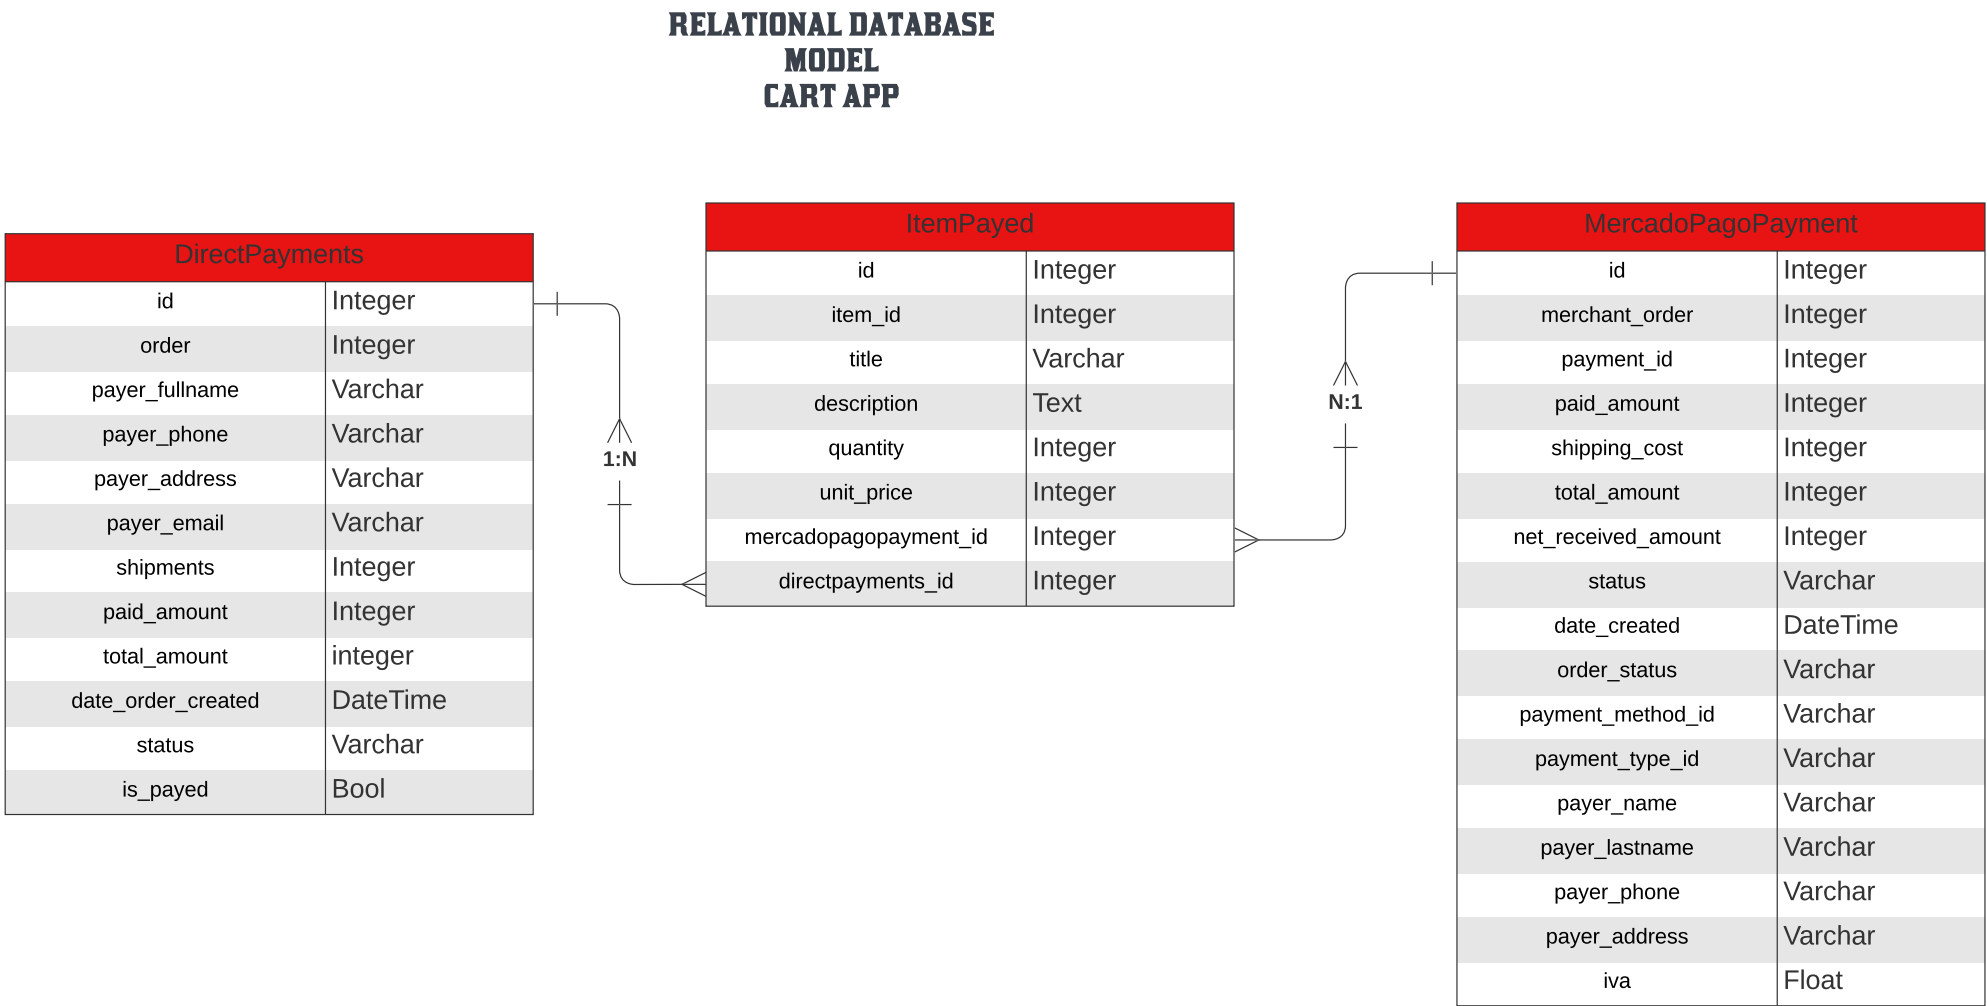 RELATIONAL DATABASE
MODEL
CART APP
DirectPayments
id Integer
order Integer
payer_fullname Varchar
payer_phone Varchar
payer_address Varchar
payer_email Varchar
shipments Integer
paid_amount Integer
total_amount integer
date_order_created DateTime
status Varchar
is_payed Bool
1:N
ItemPayed
id Integer
item_id Integer
title Varchar
description Text
quantity Integer
unit_price Integer
mercadopagopayment_id Integer
directpayments_id Integer
N:1
MercadoPagoPayment
id Integer
merchant_order Integer
payment_id Integer
paid_amount Integer
shipping_cost Integer
total_amount Integer
net_received_amount Integer
status Varchar
date_created DateTime
order_status Varchar
payment_method_id Varchar
payment_type_id Varchar
payer_name Varchar
payer_lastname Varchar
payer_phone Varchar
payer_address Varchar
iva Float